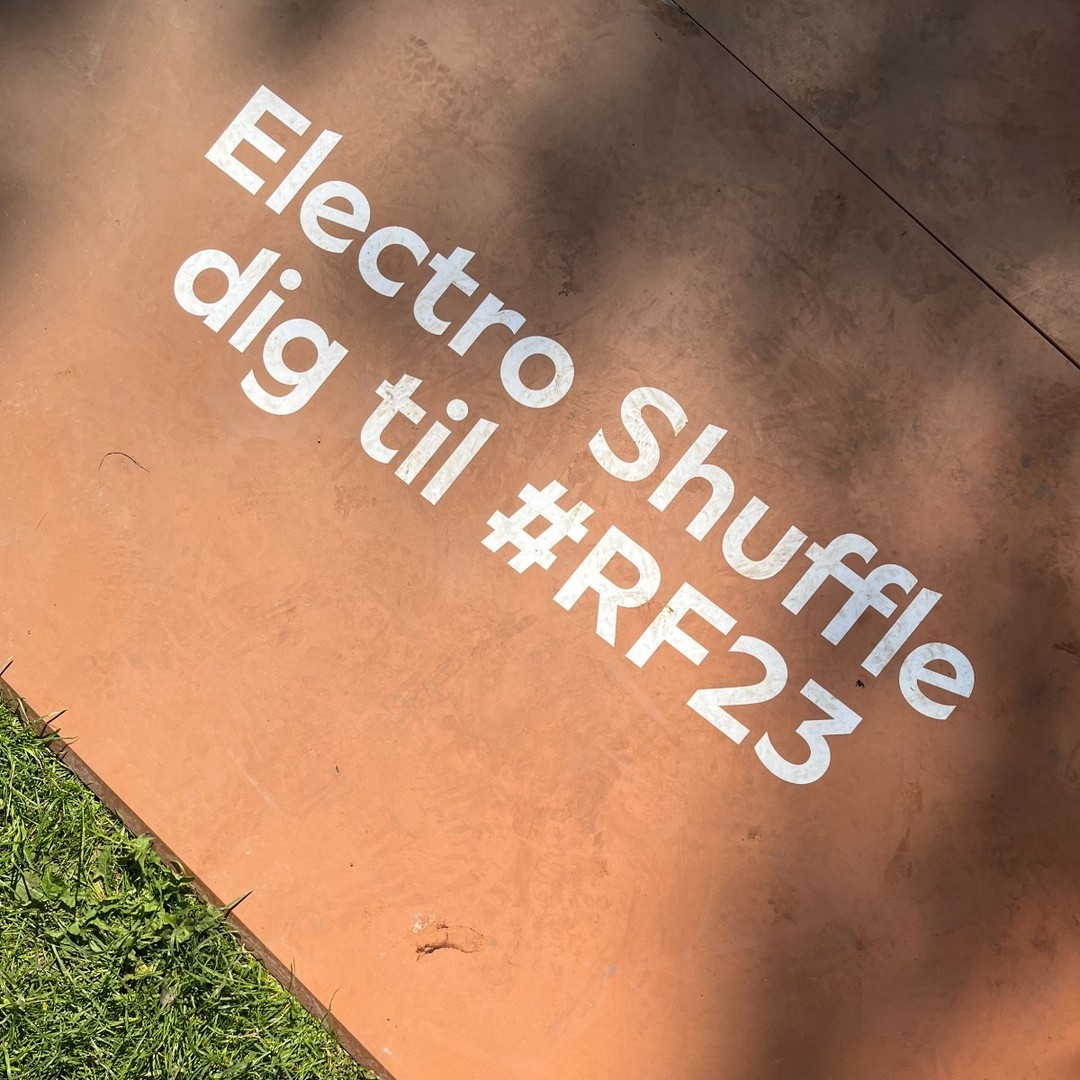 Electro Shuffle
dig til #RF23